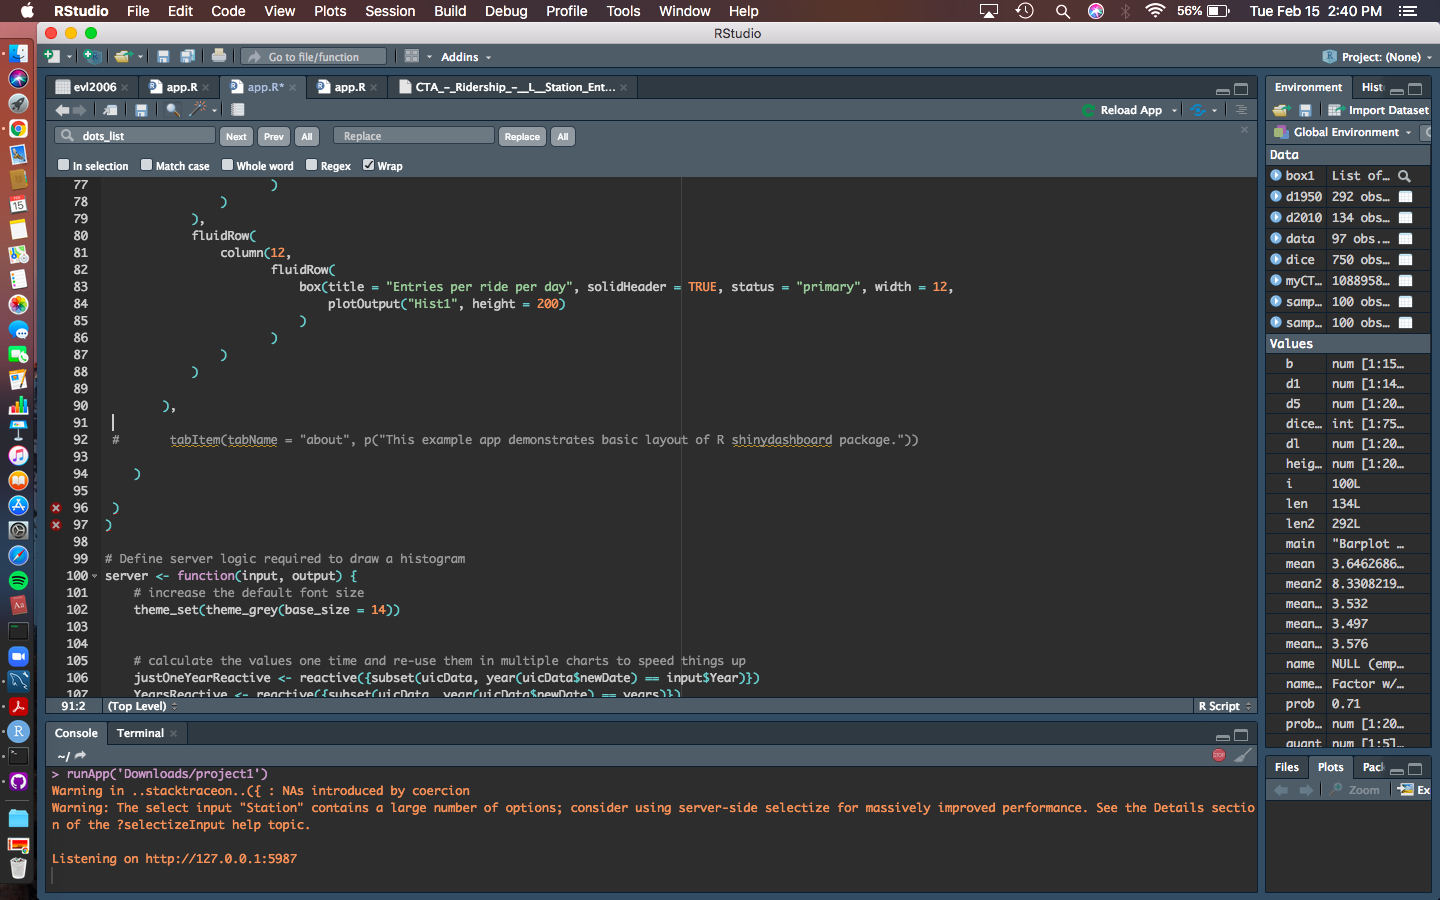 RStudio File Edit Code View Plots Session Build Debug Profile Tools Window Help 56% Tue Feb 15 2:40 PM
RStudio
Go to file/function Addins Project: (None)
evl2006 app.R app.R* app.R CTA_-_Ridership_-__L__Station_Ent...
Reload App
dots_list Next Prev All Replace Replace All
In selection Match case Whole word Regex Wrap
77 )
78 )
79 ),
80 fluidRow(
81 column(12,
82 fluidRow(
83 box(title = "Entries per ride per day", solidHeader = TRUE, status = "primary", width = 12,
84 plotOutput("Hist1", height = 200)
85 )
86 )
87 )
88 )
89
90 ),
91
92 # tabItem(tabName = "about", p("This example app demonstrates basic layout of R shinydashboard package."))
93
94 )
95
96 )
97 )
98
99 # Define server logic required to draw a histogram
100 server <- function(input, output) {
101 # increase the default font size
102 theme_set(theme_grey(base_size = 14))
103
104
105 # calculate the values one time and re-use them in multiple charts to speed things up
106 justOneYearReactive <- reactive({subset(uicData, year(uicData$newDate) == input$Year)})
107 YearsReactive <- reactive({subset(uicData, year(uicData$newDate) == years)})
91:2 (Top Level) R Script
Console Terminal
~/
> runApp('Downloads/project1')
Warning in ..stacktraceon..({ : NAs introduced by coercion
Warning: The select input "Station" contains a large number of options; consider using server-side selectize for massively improved performance. See the Details sectio
n of the ?selectizeInput help topic.
Listening on http://127.0.0.1:5987
Environment Hist
Import Dataset
Global Environment
Data
box1 List of...
d1950 292 obs...
d2010 134 obs...
data 97 obs....
dice 750 obs...
myCT... 1088958...
samp... 100 obs...
samp... 100 obs...
Values
b num [1:15...
d1 num [1:14...
d5 num [1:20...
dice... int [1:75...
dl num [1:20...
heig... num [1:20...
i 100L
len 134L
len2 292L
main "Barplot ...
mean 3.6462686...
mean2 8.3308219...
mean... 3.532
mean... 3.497
mean... 3.576
name NULL (emp...
name... Factor w/...
prob 0.71
prob... num [1:20...
quant num [1:5]...
Files Plots Pack
Zoom Ex